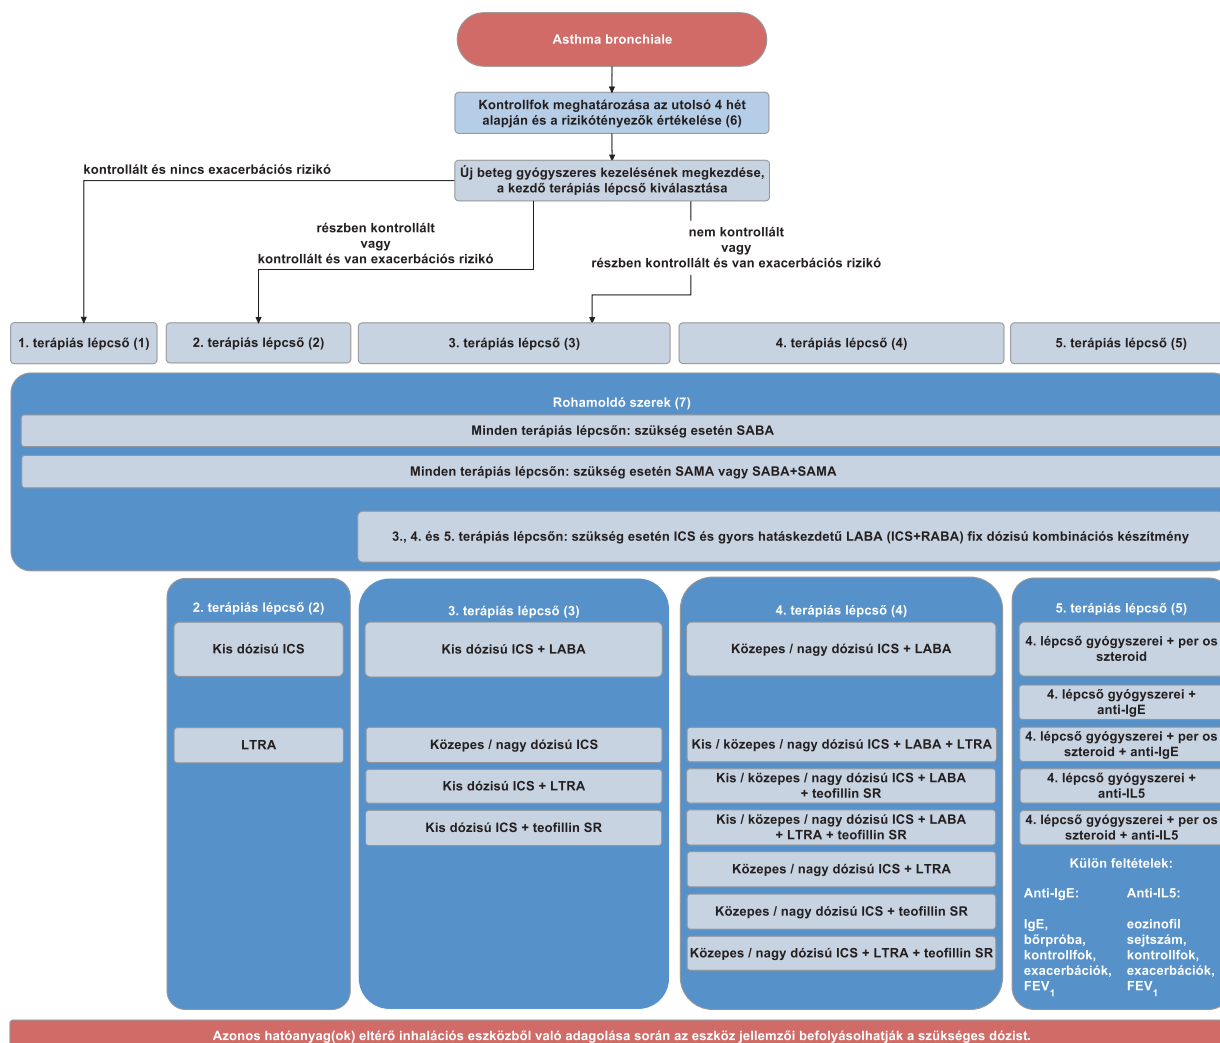 Asthma bronchiale
Kontrollfok meghatározása az utolsó 4 hét
alapján és a rizikótényezők értékelése (6)
kontrollált és nincs exacerbációs rizikó
Új beteg gyógyszeres kezelésének megkezdése,
a kezdő terápiás lépcső kiválasztása
részben kontrollált
vagy
kontrollált és van exacerbációs rizikó
nem kontrollált
vagy
részben kontrollált és van exacerbációs rizikó
1. terápiás lépcső (1)
2. terápiás lépcső (2)
3. terápiás lépcső (3)
4. terápiás lépcső (4)
5. terápiás lépcső (5)
Rohamoldó szerek (7)
Minden terápiás lépcsőn: szükség esetén SABA
Minden terápiás lépcsőn: szükség esetén SAMA vagy SABA+SAMA
3., 4. és 5. terápiás lépcsőn: szükség esetén ICS és gyors hatáskezdetű LABA (ICS+RABA) fix dózisú kombinációs készítmény
2. terápiás lépcső (2)
Kis dózisú ICS
LTRA
3. terápiás lépcső (3)
Kis dózisú ICS + LABA
Közepes / nagy dózisú ICS
Kis dózisú ICS + LTRA
Kis dózisú ICS + teofillin SR
4. terápiás lépcső (4)
Közepes / nagy dózisú ICS + LABA
Kis / közepes / nagy dózisú ICS + LABA + LTRA
Kis / közepes / nagy dózisú ICS + LABA
+ teofillin SR
Kis / közepes / nagy dózisú ICS + LABA
+ LTRA + teofillin SR
Közepes / nagy dózisú ICS + LTRA
Közepes / nagy dózisú ICS + teofillin SR
Közepes / nagy dózisú ICS + LTRA + teofillin SR
5. terápiás lépcső (5)
4. lépcső gyógyszerei + per os
szteroid
4. lépcső gyógyszerei +
anti-IgE
4. lépcső gyógyszerei + per os
szteroid + anti-IgE
4. lépcső gyógyszerei +
anti-IL5
4. lépcső gyógyszerei + per os
szteroid + anti-IL5
Külön feltételek:
Anti-IgE:
IgE,
bőrpróba,
kontrollfok,
exacerbációk,
FEV1
Anti-IL5:
eozinofil
sejtszám,
kontrollfok,
exacerbációk,
FEV1
Azonos hatóanyag(ok) eltérő inhalációs eszközből való adagolása során az eszköz jellemzői befolyásolhatják a szükséges dózist.